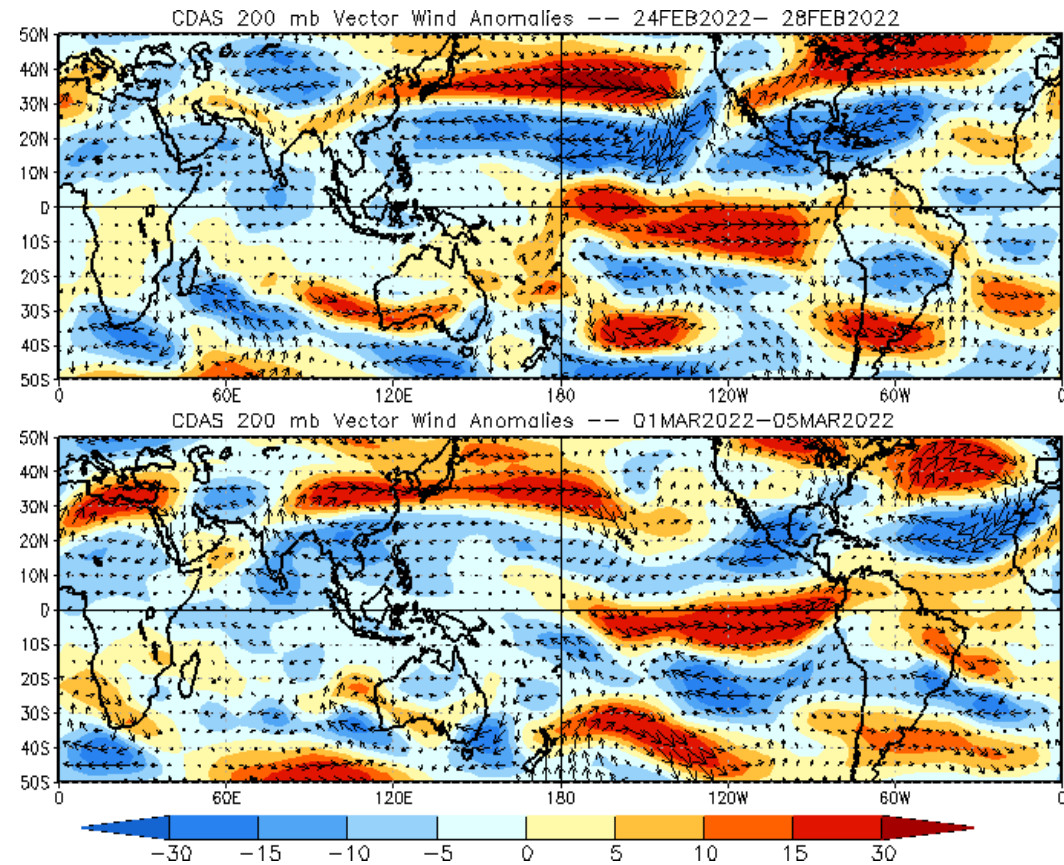 CDAS 200 mb Vector Wind Anomalies -- 24FEB2022- 28FEB2022
50N
40N
30N
20N
10N
0
10S
20S
30S
40S
50S
0 60E 120E 180 120W 60W 0
CDAS 200 mb Vector Wind Anomalies -- 01MAR2022-05MAR2022
50N
40N
30N
20N
10N
0
10S
20S
30S
40S
50S
0 60E 120E 180 120W 60W 0
-30 -15 -10 -5 0 5 10 15 30